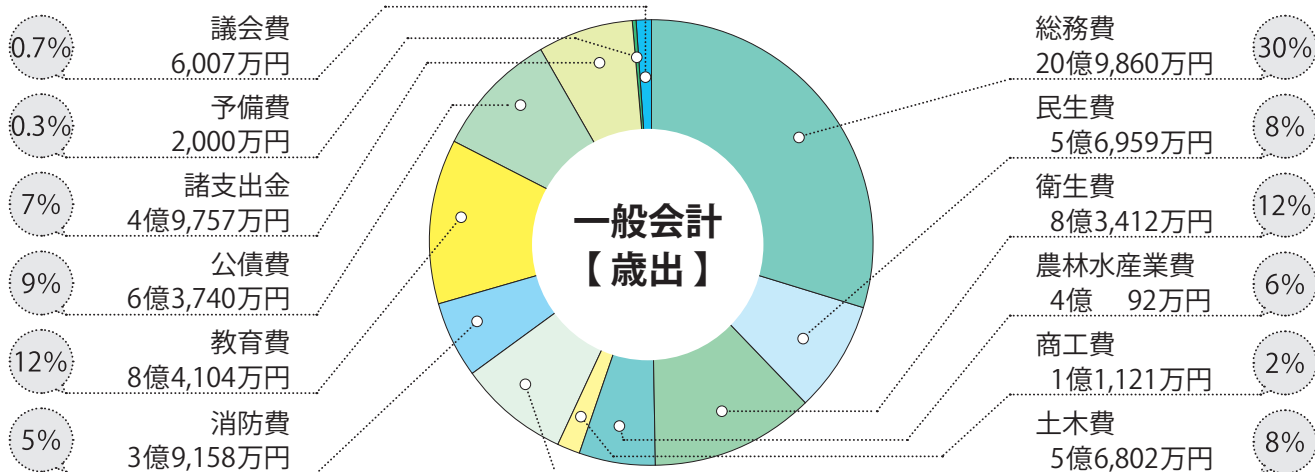 0.7%
議会費
6,007万円
0.3%
予備費
2,000万円
7%
諸支出金
4億9,757万円
9%
公債費
6億3,740万円
12%
教育費
8億4,104万円
5%
消防費
3億9,158万円
一般会計
【 歳出 】
総務費
20億9,860万円
30%
民生費
5億6,959万円
8%
衛生費
8億3,412万円
12%
農林水産業費
4億　92万円
6%
商工費
1億1,121万円
2%
土木費
5億6,802万円
8%